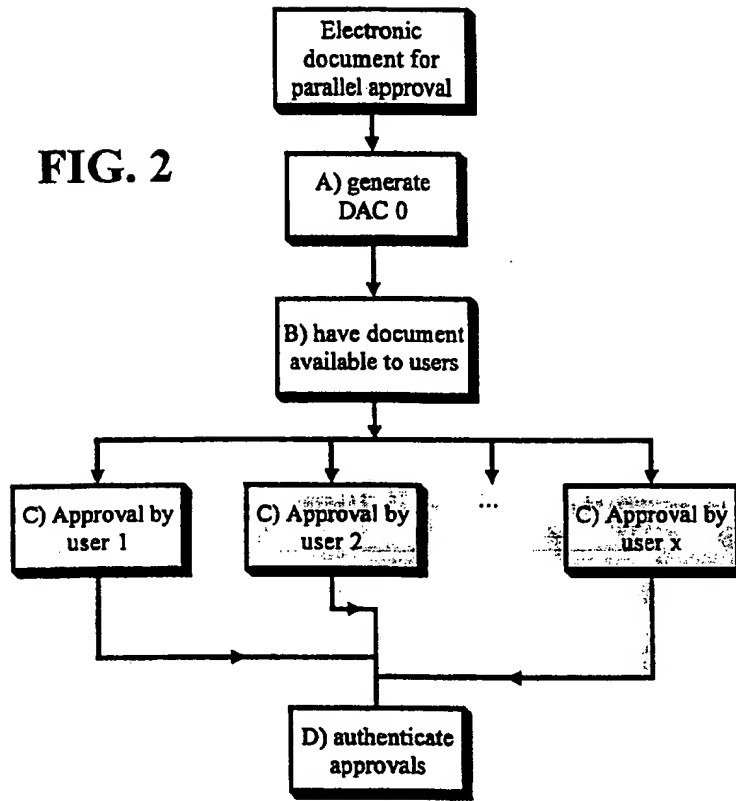 Electronic
document for
parallel approval
FIG. 2
A) generate
DAC 0
B) have document
available to users
C) Approval by
user 1
C) Approval by
user 2
...
C) Approval by
user x
D) authenticate
approvals